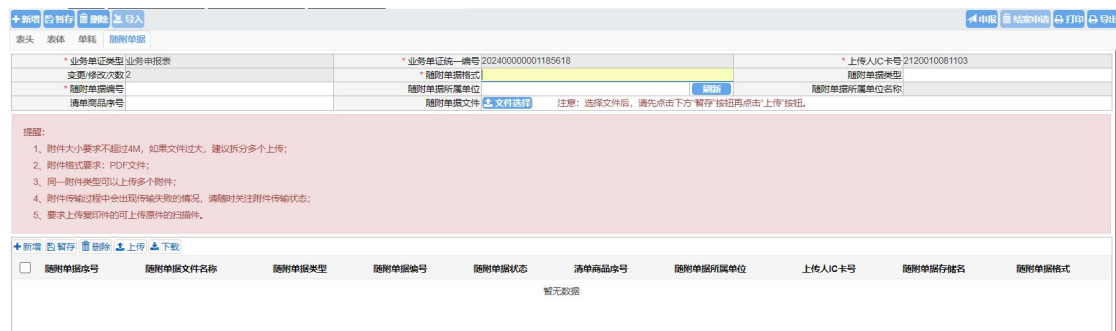 新增 暂存 删除 导入 申报 结案申请 打印 导出
表头 表体 单耗 随附单据
* 业务单证类型 业务申报表 * 业务单证统一编号 202400000001185618 * 上传人IC卡号 2120010081103
变更/修改次数 2 * 随附单据格式 随附单据类型
* 随附单据编号 随附单据所属单位 刷新 随附单据所属单位名称
清单商品序号 随附单据文件 文件选择 注意：选择文件后，请先点击下方“暂存”按钮再点击“上传”按钮。
提醒：
1、附件大小要求不超过4M，如果文件过大，建议拆分多个上传；
2、附件格式要求：PDF文件；
3、同一附件类型可以上传多个附件；
4、附件传输过程中会出现传输失败的情况，请随时关注附件传输状态；
5、要求上传复印件的可上传原件的扫描件。
新增 暂存 删除 上传 下载
随附单据序号 随附单据文件名称 随附单据类型 随附单据编号 随附单据状态 清单商品序号 随附单据所属单位 上传人IC卡号 随附单据存储名 随附单据格式
暂无数据